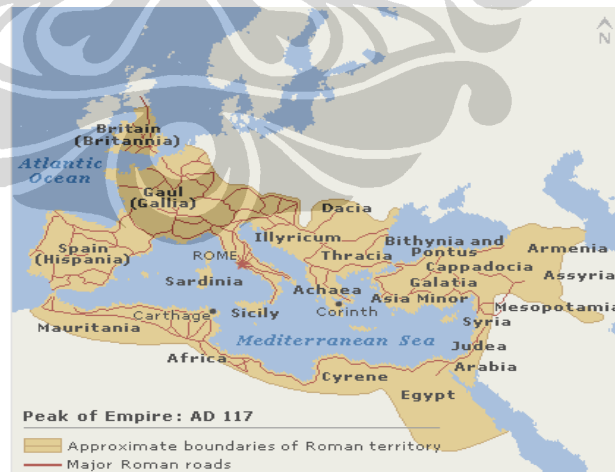 N
Britain
(Britannia)
Atlantic
Ocean
Gaul
(Gallia)
Dacia
Spain
(Hispania)
ROME
Illyricum
Thracia
Bithynia and
Pontus
Armenia
Cappadocia
Galatia
Assyria
Sardinia
Achaea
Asia Minor
Mesopotamia
Mauritania
Carthage
Sicily
Corinth
Syria
Mediterranean Sea
Judea
Africa
Cyrene
Arabia
Egypt
Peak of Empire: AD 117
Approximate boundaries of Roman territory
Major Roman roads